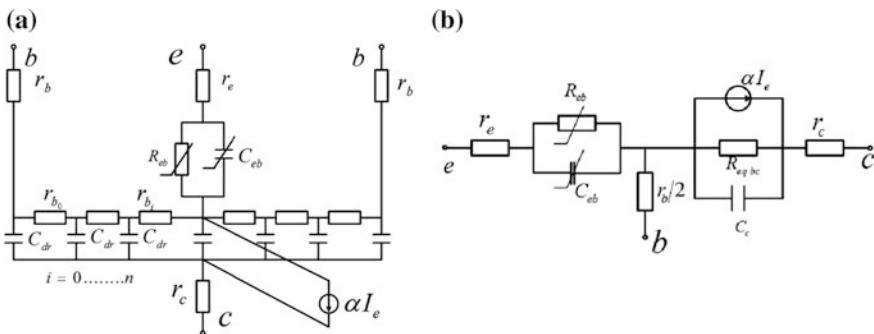 (a)
b
e
b
r_b
r_e
r_b
R_eb
C_eb
r_b0
r_bi
C_dr
C_dr
C_dr
i = 0........n
r_c
αI_e
c
(b)
αI_e
R_eb
r_e
r_c
e
R_eq bc
c
C_eb
r_b/2
C_c
b